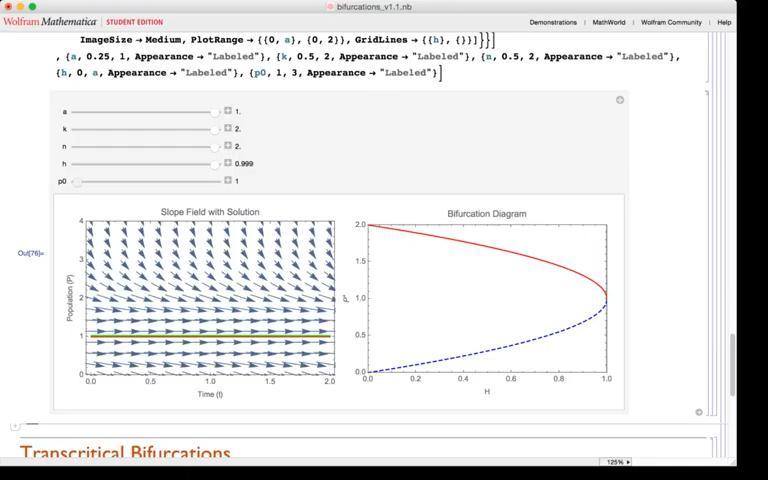 bifurcations_v1.1.nb
Wolfram Mathematica | STUDENT EDITION
Demonstrations | MathWorld | Wolfram Community | Help
ImageSize → Medium, PlotRange → {{0, a}, {0, 2}}, GridLines → {{h}, {}}]}}]
, {a, 0.25, 1, Appearance → "Labeled"}, {k, 0.5, 2, Appearance → "Labeled"}, {n, 0.5, 2, Appearance → "Labeled"},
{h, 0, a, Appearance → "Labeled"}, {p0, 1, 3, Appearance → "Labeled"}]
a 1.
k 2.
n 2.
h 0.999
p0 1
Out[76]=
Slope Field with Solution
4
3
2
1
0
Population (P)
0.0 0.5 1.0 1.5 2.0
Time (t)
Bifurcation Diagram
2.0
1.5
1.0
0.5
0.0
P*
0.0 0.2 0.4 0.6 0.8 1.0
H
Transcritical Bifurcations
125%